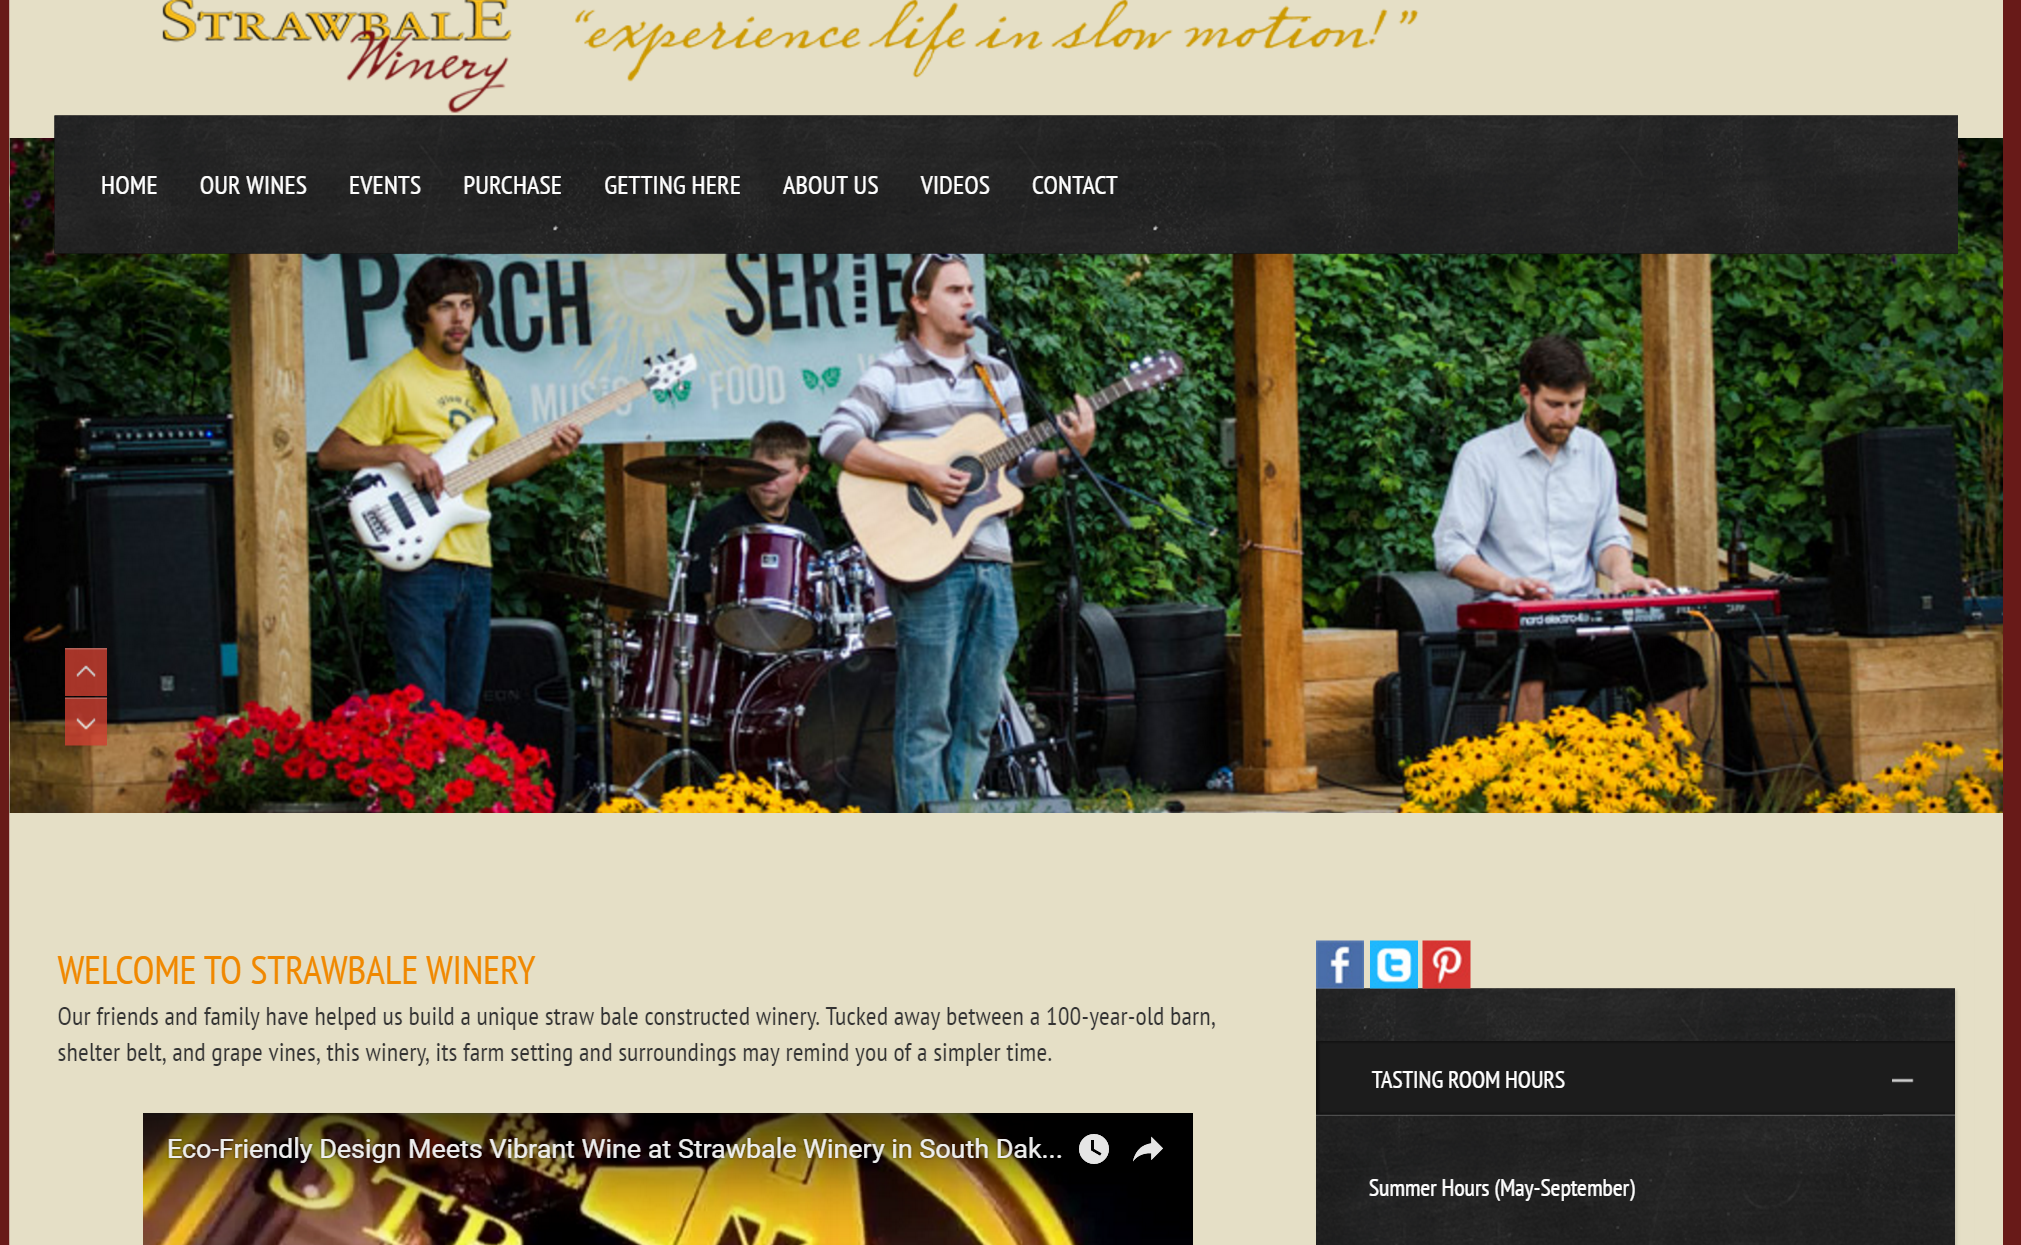 STRAWBALE
Winery
“experience life in slow motion!”
HOME OUR WINES EVENTS PURCHASE GETTING HERE ABOUT US VIDEOS CONTACT
PORCH SERIE
MUSIC FOOD
nord electro
WELCOME TO STRAWBALE WINERY
Our friends and family have helped us build a unique straw bale constructed winery. Tucked away between a 100-year-old barn,
shelter belt, and grape vines, this winery, its farm setting and surroundings may remind you of a simpler time.
TASTING ROOM HOURS
Summer Hours (May-September)
Eco-Friendly Design Meets Vibrant Wine at Strawbale Winery in South Dak...
STR